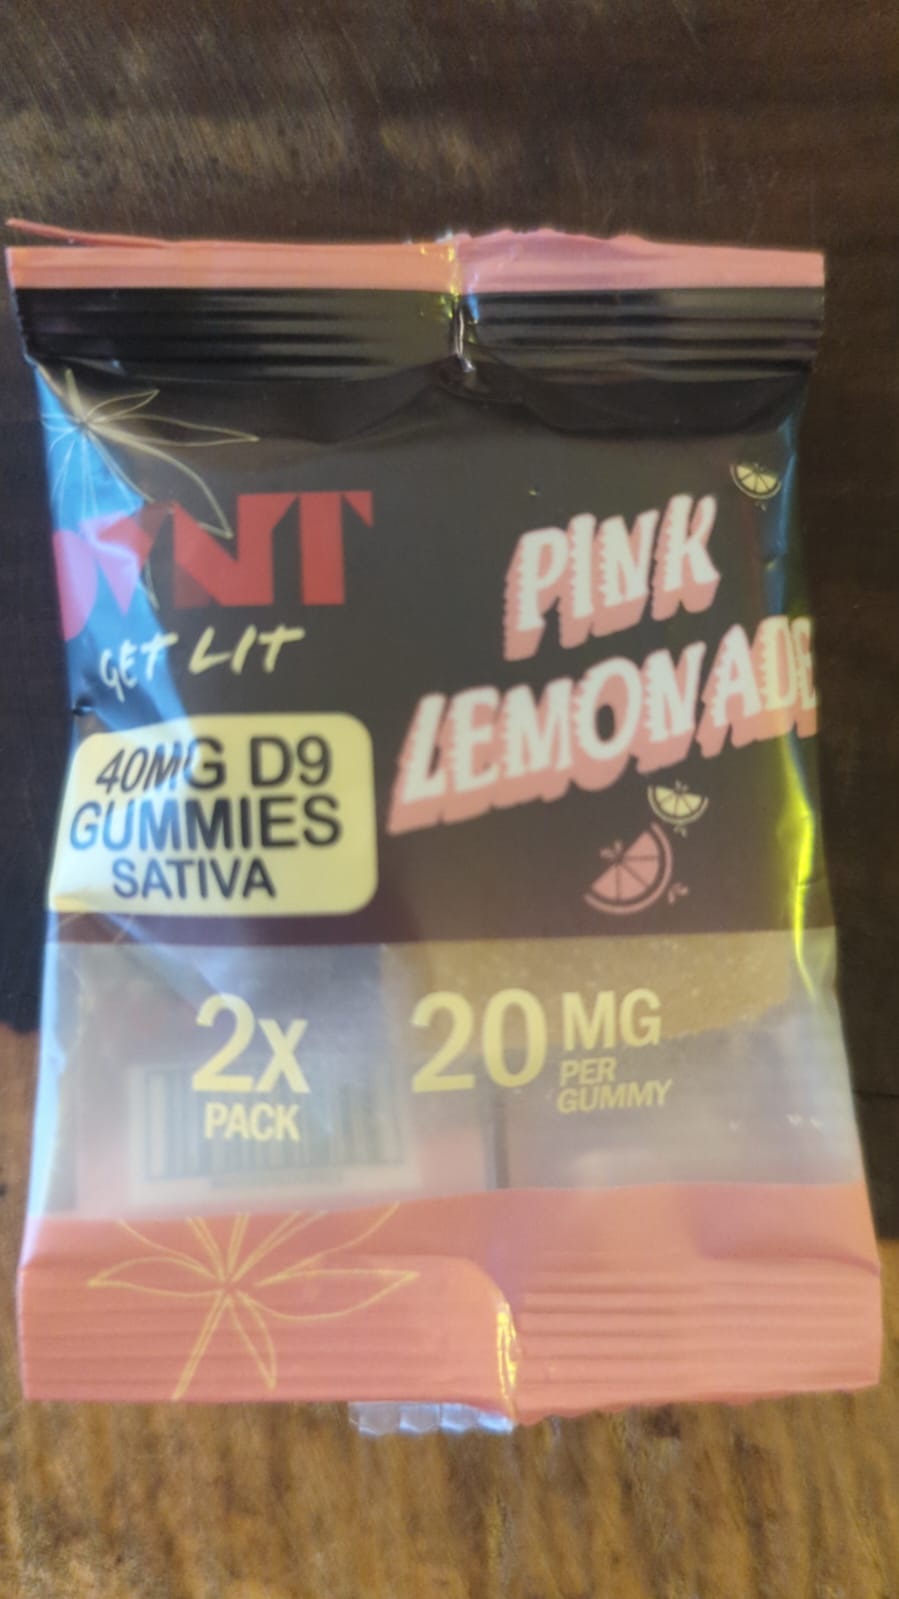 GET LIT
PINK
LEMONADE
40MG D9
GUMMIES
SATIVA
2x
PACK
20 MG
PER
GUMMY